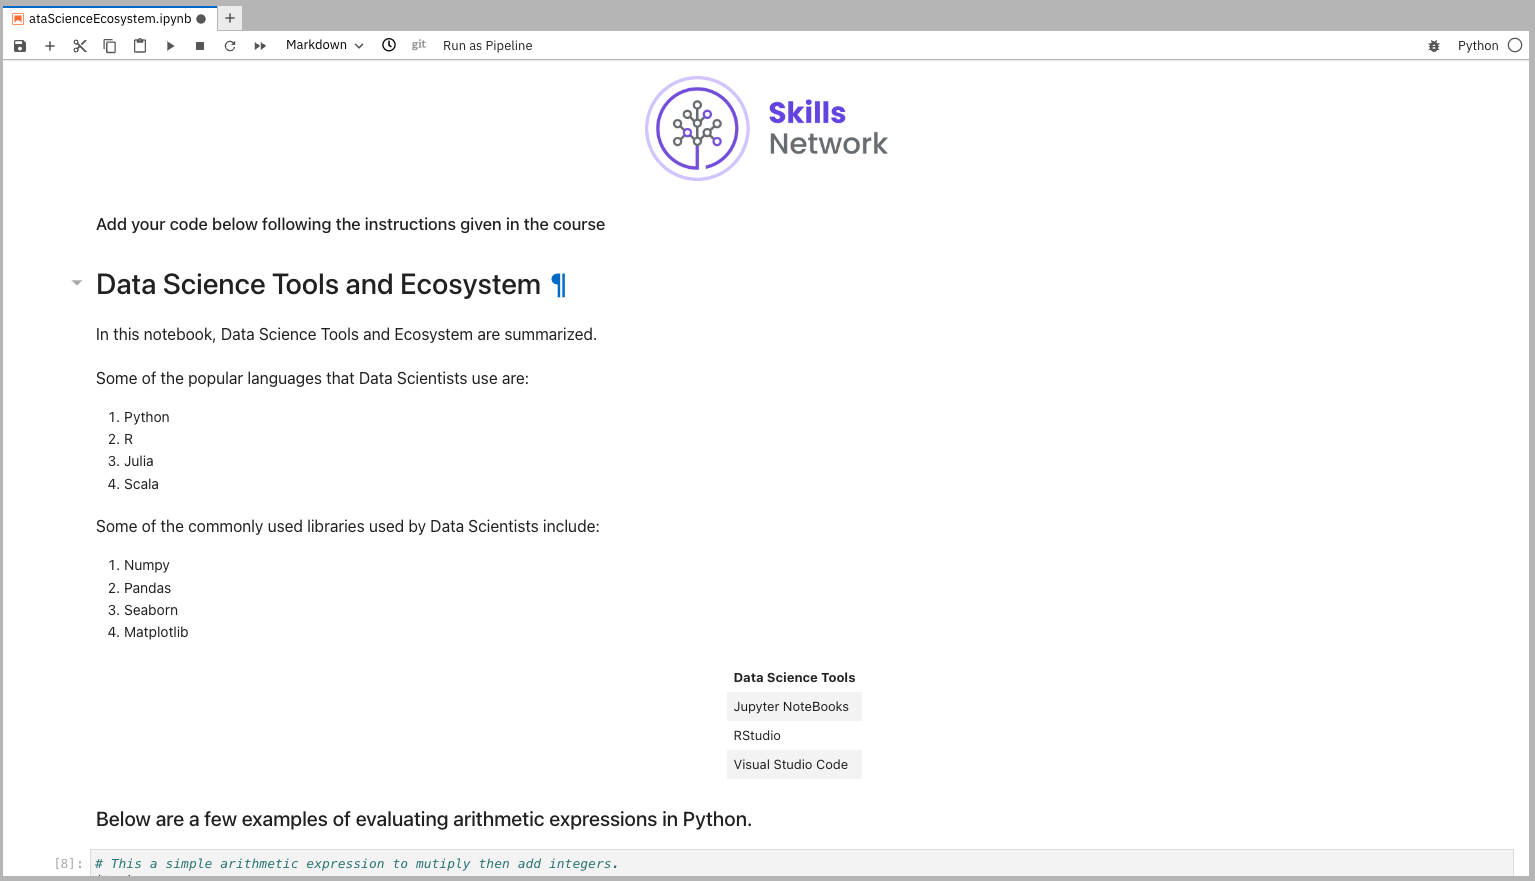 ataScienceEcosystem.ipynb
Markdown git Run as Pipeline Python
Skills
Network
Add your code below following the instructions given in the course
Data Science Tools and Ecosystem ¶
In this notebook, Data Science Tools and Ecosystem are summarized.
Some of the popular languages that Data Scientists use are:
1. Python
2. R
3. Julia
4. Scala
Some of the commonly used libraries used by Data Scientists include:
1. Numpy
2. Pandas
3. Seaborn
4. Matplotlib
Data Science Tools
Jupyter NoteBooks
RStudio
Visual Studio Code
Below are a few examples of evaluating arithmetic expressions in Python.
[8]: # This a simple arithmetic expression to mutiply then add integers.